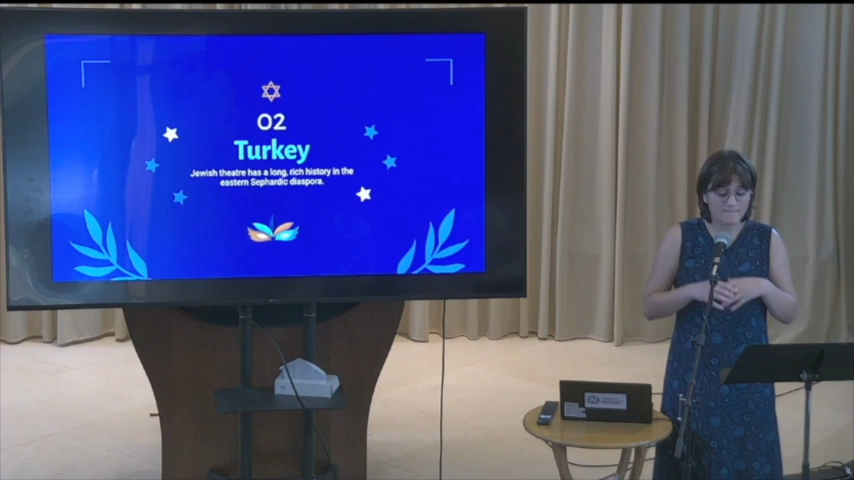 02
Turkey
Jewish theatre has a long, rich history in the
eastern Sephardic diaspora.